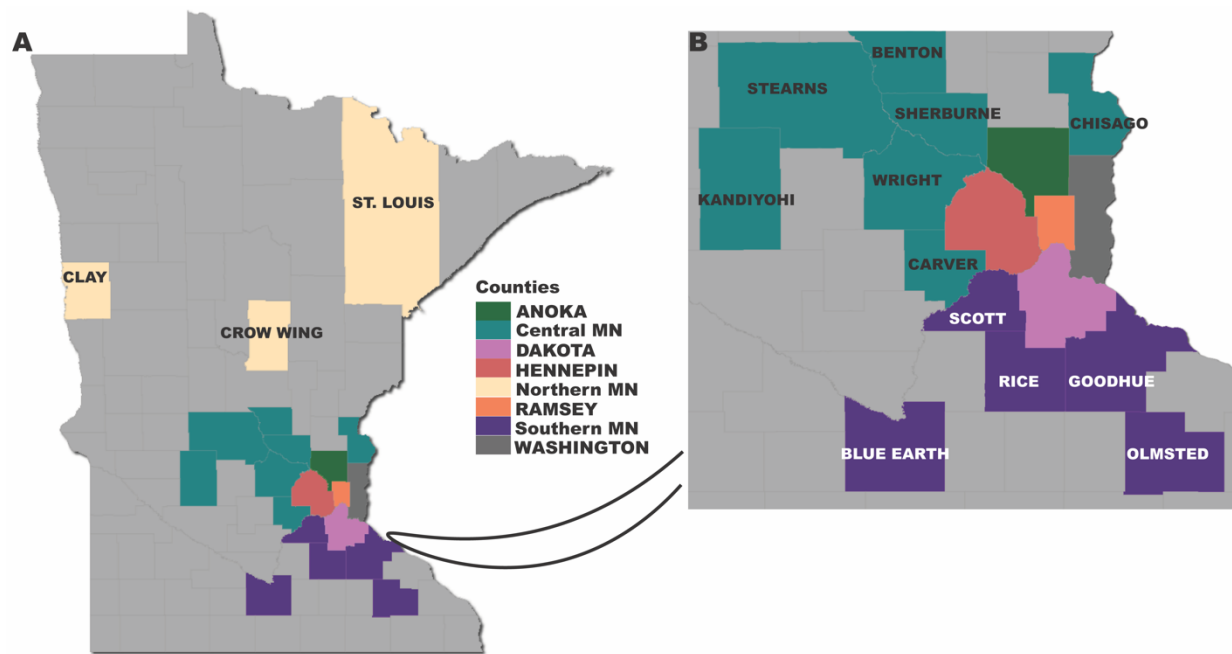 A
ST. LOUIS
CLAY
CROW WING
Counties
ANOKA
Central MN
DAKOTA
HENNEPIN
Northern MN
RAMSEY
Southern MN
WASHINGTON
B
BENTON
STEARNS
SHERBURNE
CHISAGO
WRIGHT
KANDIYOHI
CARVER
SCOTT
RICE
GOODHUE
BLUE EARTH
OLMSTED